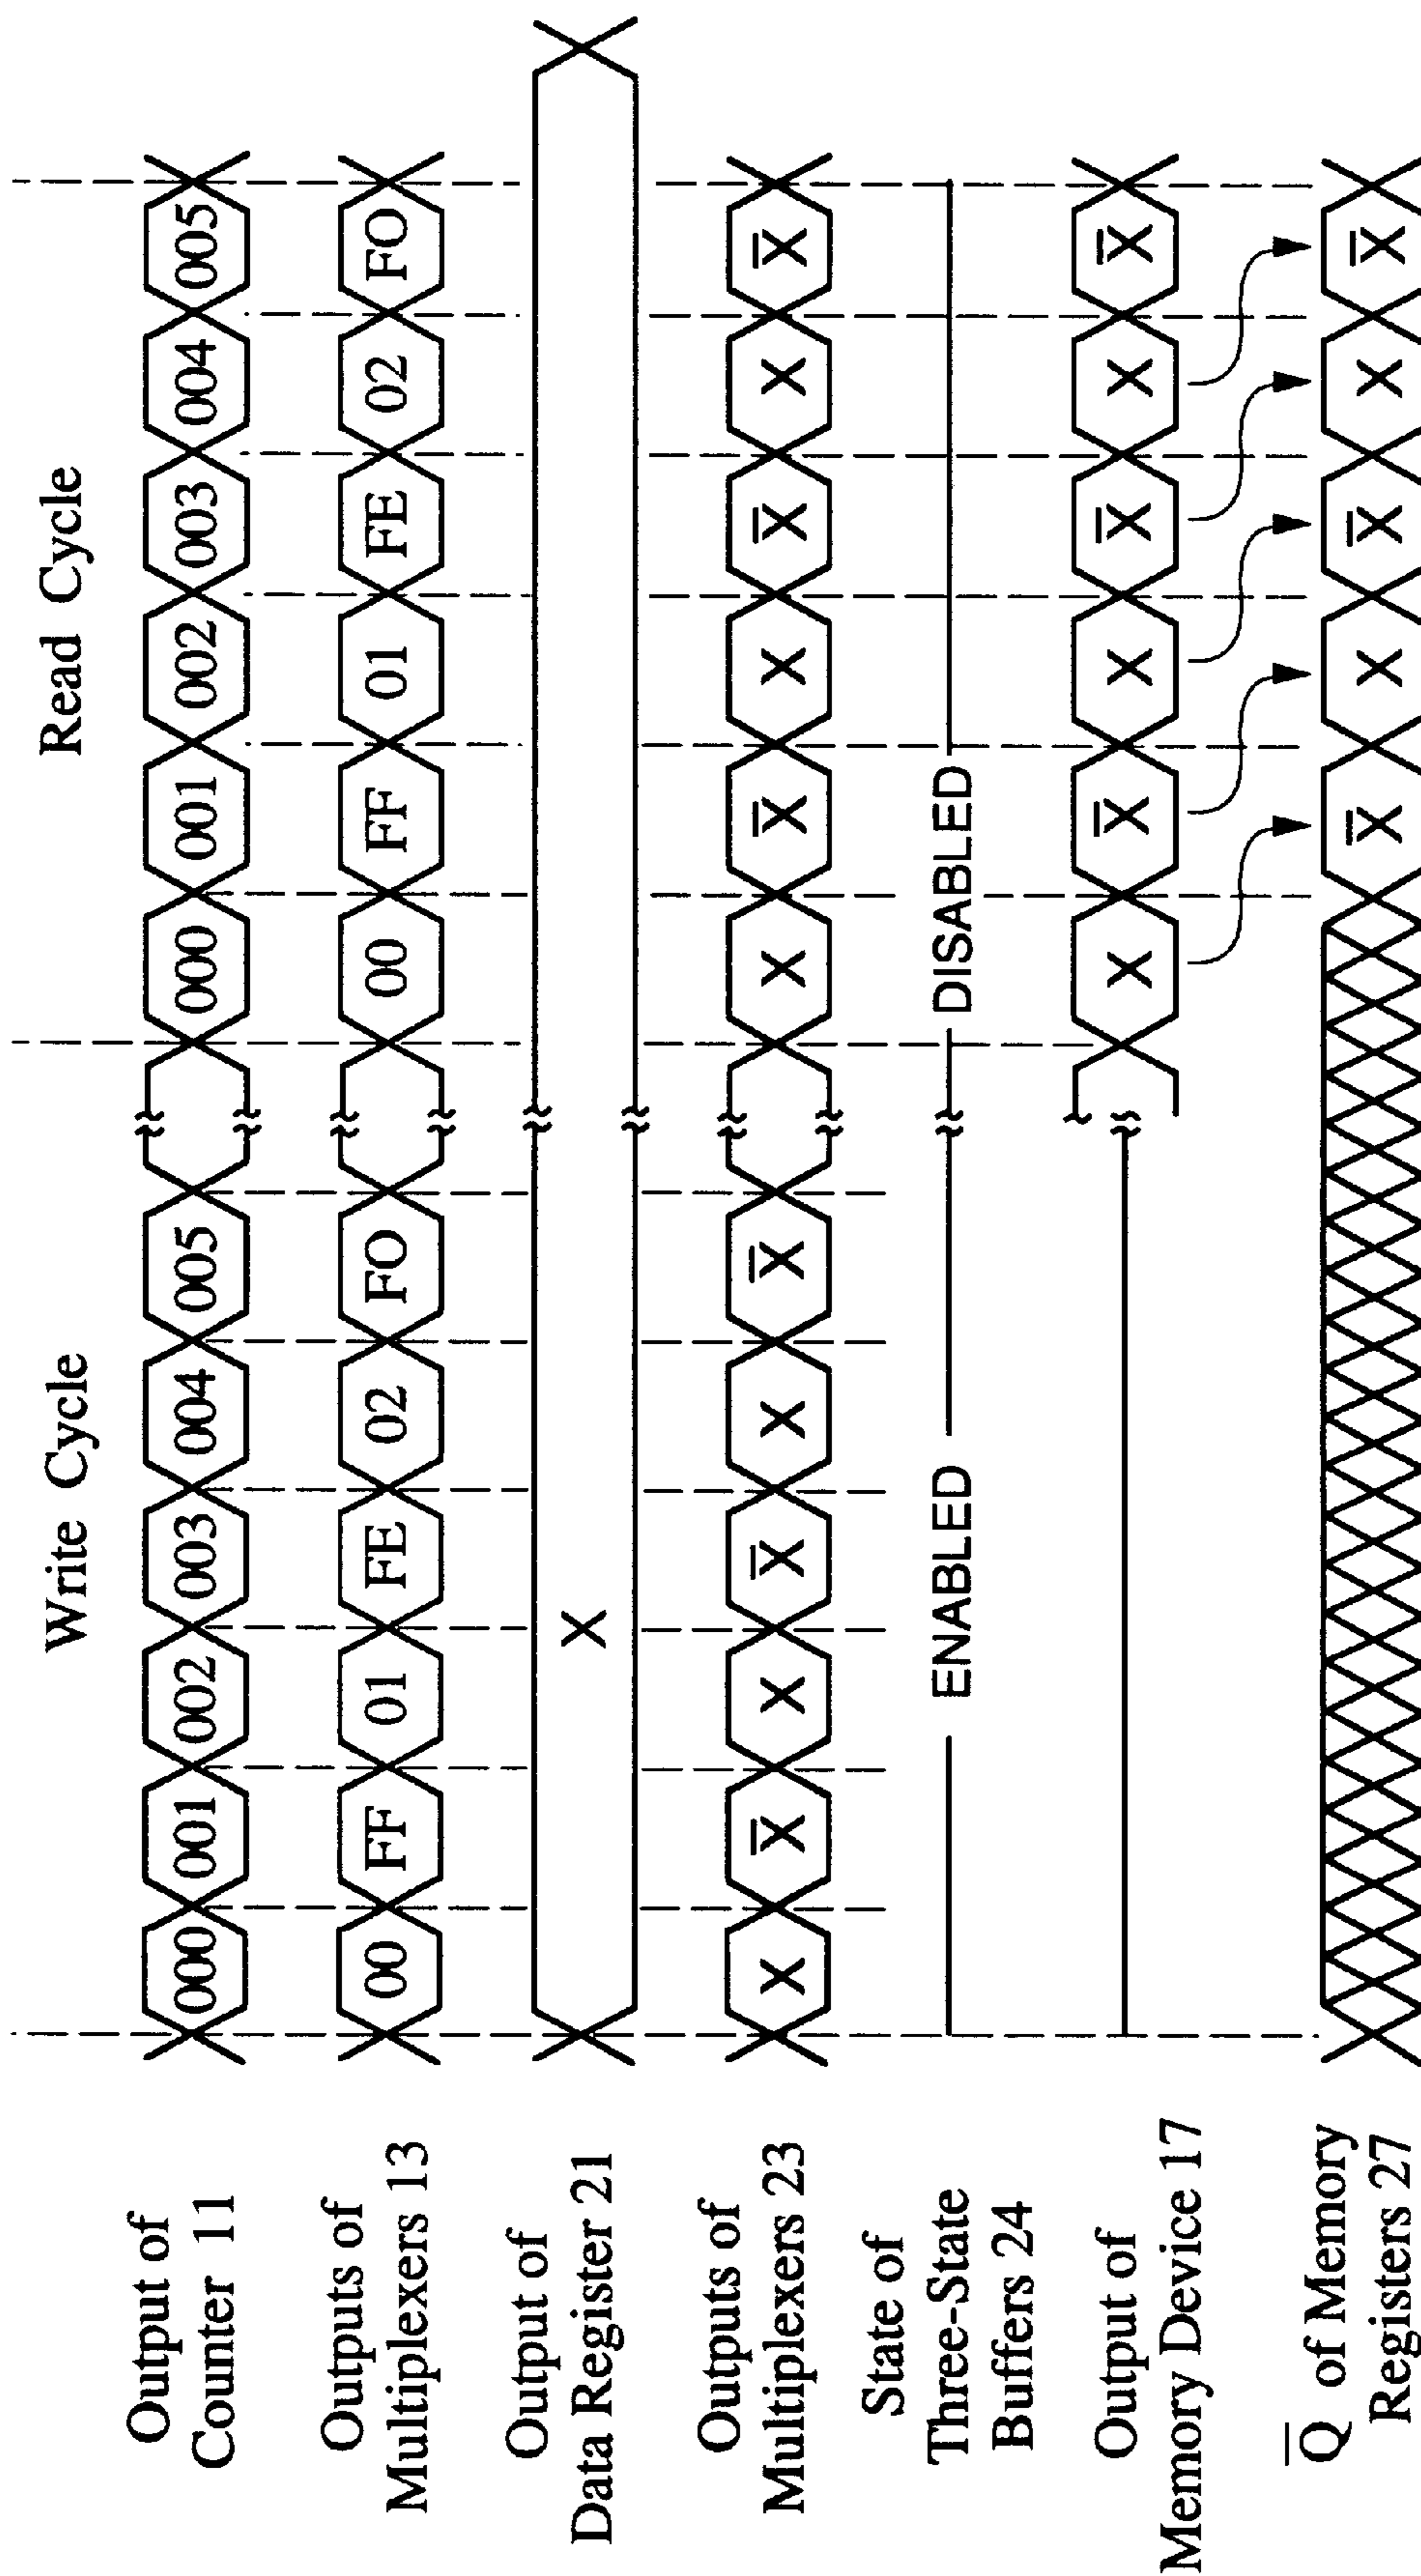 Write Cycle Read Cycle
Output of
Counter 11
000 001 002 003 004 005 000 001 002 003 004 005
Outputs of
Multiplexers 13
00 FF 01 FE 02 FO 00 FF 01 FE 02 FO
Output of
Data Register 21
X
Outputs of
Multiplexers 23
X X̅ X X̅ X X̅ X X̅ X X̅ X X̅
State of
Three-State
Buffers 24
ENABLED DISABLED
Output of
Memory Device 17
X X̅ X X̅ X X̅
Q̅ of Memory
Registers 27
X̅ X X̅ X X̅